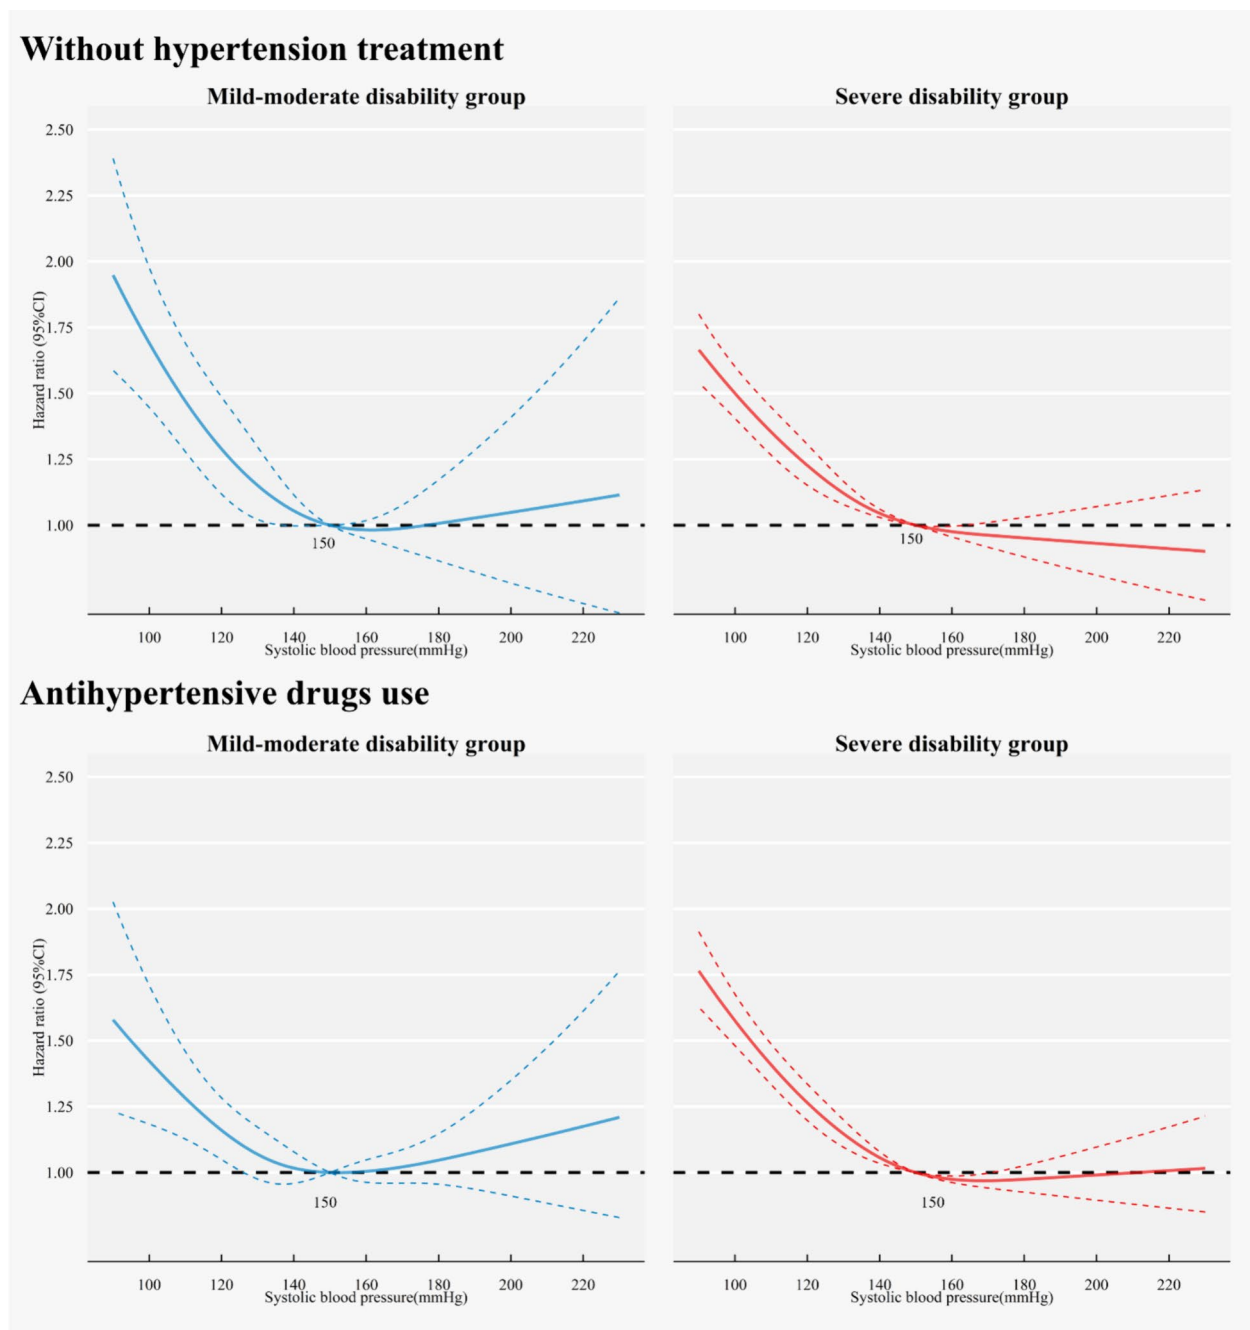 Without hypertension treatment
Mild-moderate disability group
Severe disability group
2.50
2.25
2.00
1.75
1.50
1.25
1.00
Hazard ratio (95%CI)
150
150
100 120 140 160 180 200 220
Systolic blood pressure(mmHg)
100 120 140 160 180 200 220
Systolic blood pressure(mmHg)
Antihypertensive drugs use
Mild-moderate disability group
Severe disability group
2.50
2.25
2.00
1.75
1.50
1.25
1.00
Hazard ratio (95%CI)
150
150
100 120 140 160 180 200 220
Systolic blood pressure(mmHg)
100 120 140 160 180 200 220
Systolic blood pressure(mmHg)